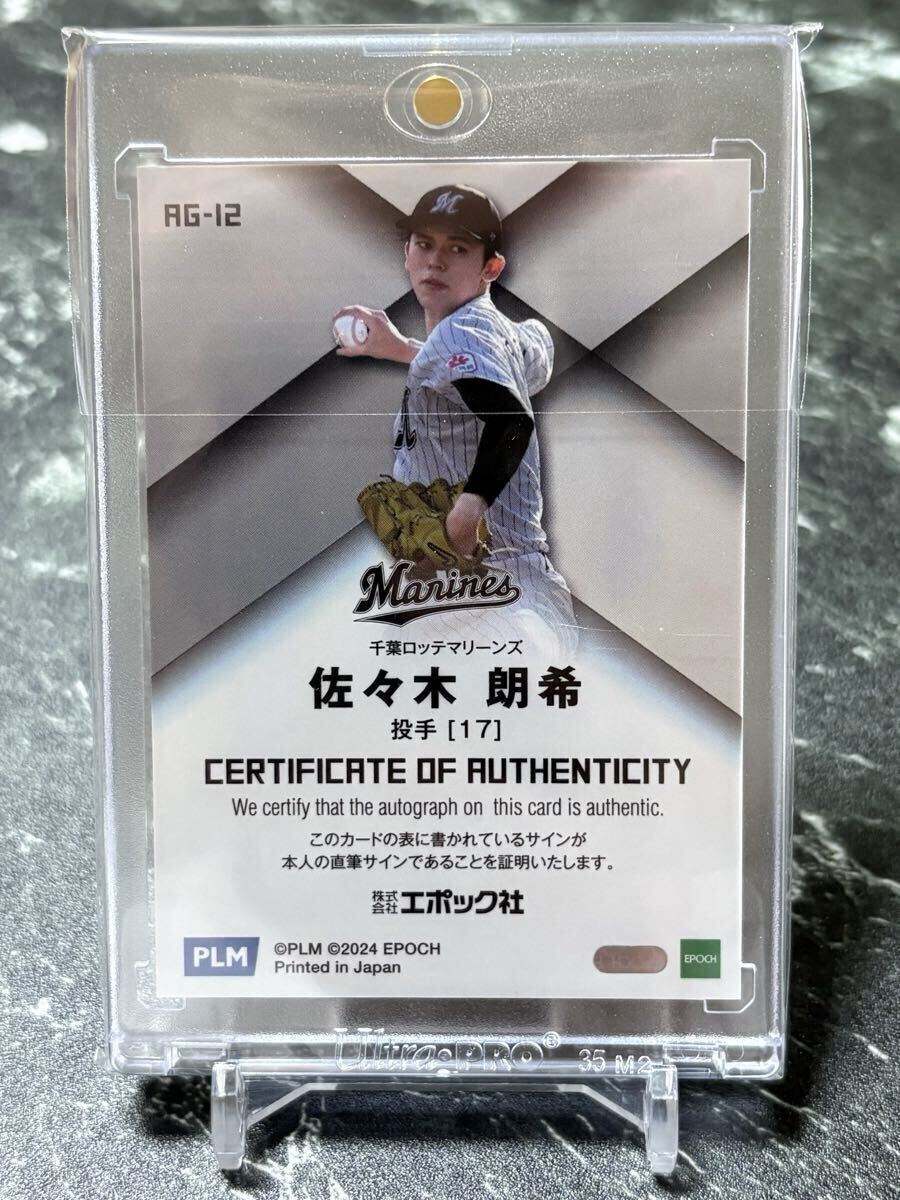 AG-12
M
Marines
千葉ロッテマリーンズ
佐々木 朗希
投手 [17]
CERTIFICATE OF AUTHENTICITY
We certify that the autograph on this card is authentic.
このカードの表に書かれているサインが
本人の直筆サインであることを証明いたします。
株式会社エポック社
PLM
©PLM ©2024 EPOCH
Printed in Japan
EPOCH
Ultra PRO® 35 M2